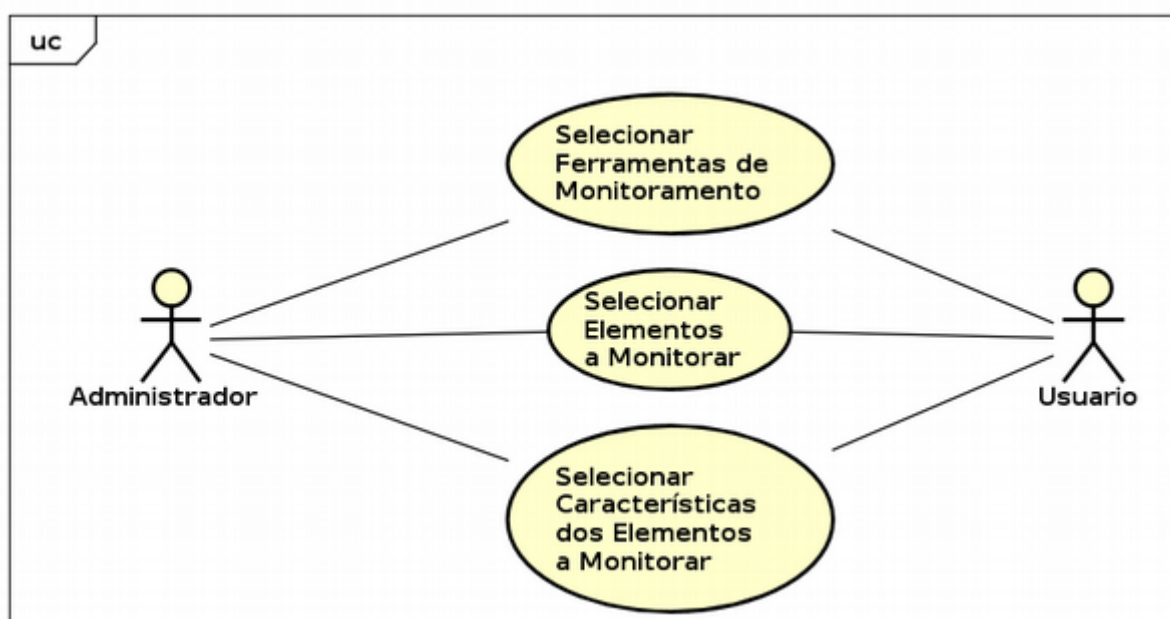 uc
Selecionar
Ferramentas de
Monitoramento
Selecionar
Elementos
a Monitorar
Administrador
Usuario
Selecionar
Características
dos Elementos
a Monitorar